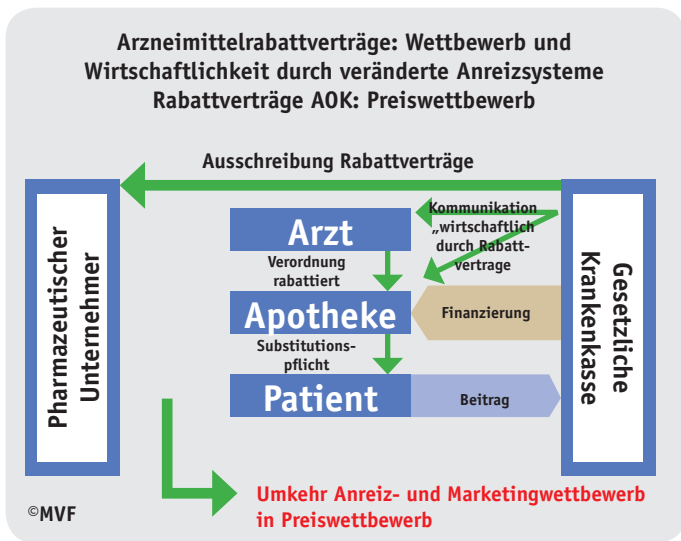 Arzneimittelrabattverträge: Wettbewerb und
Wirtschaftlichkeit durch veränderte Anreizsysteme
Rabattverträge AOK: Preiswettbewerb
Ausschreibung Rabattverträge
Pharmazeutischer
Unternehmer
Arzt
Kommunikation
„wirtschaftlich
durch Rabatt-
vertrage
Verordnung
rabattiert
Apotheke
Finanzierung
Substitutions-
pflicht
Patient
Beitrag
Gesetzliche
Krankenkasse
Umkehr Anreiz- und Marketingwettbewerb
in Preiswettbewerb
©MVF